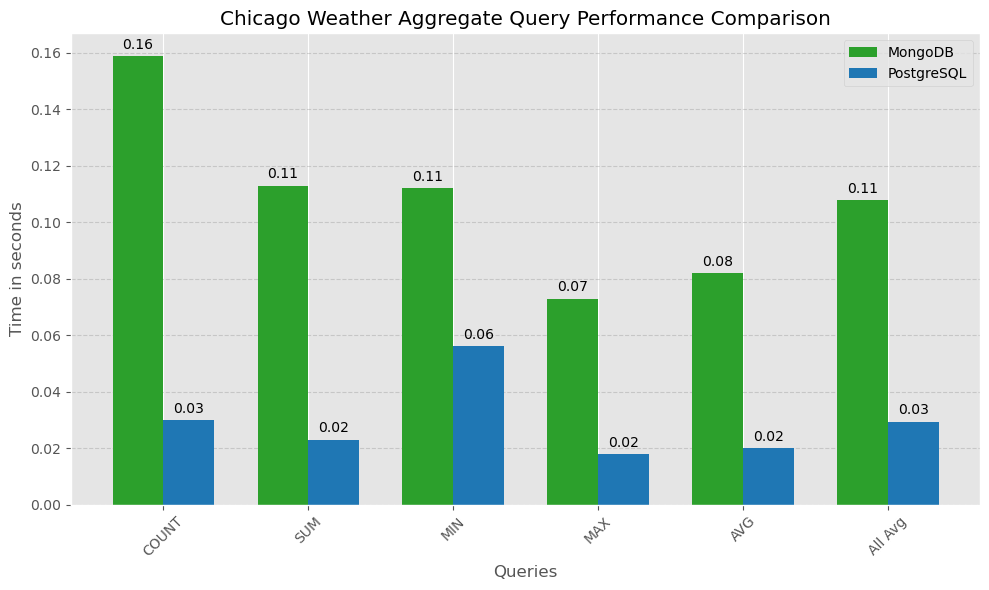 Chicago Weather Aggregate Query Performance Comparison
MongoDB
PostgreSQL
Time in seconds
0.16
0.14
0.12
0.10
0.08
0.06
0.04
0.02
0.00
0.16
0.03
0.11
0.02
0.11
0.06
0.07
0.02
0.08
0.02
0.11
0.03
COUNT
SUM
MIN
MAX
AVG
All Avg
Queries